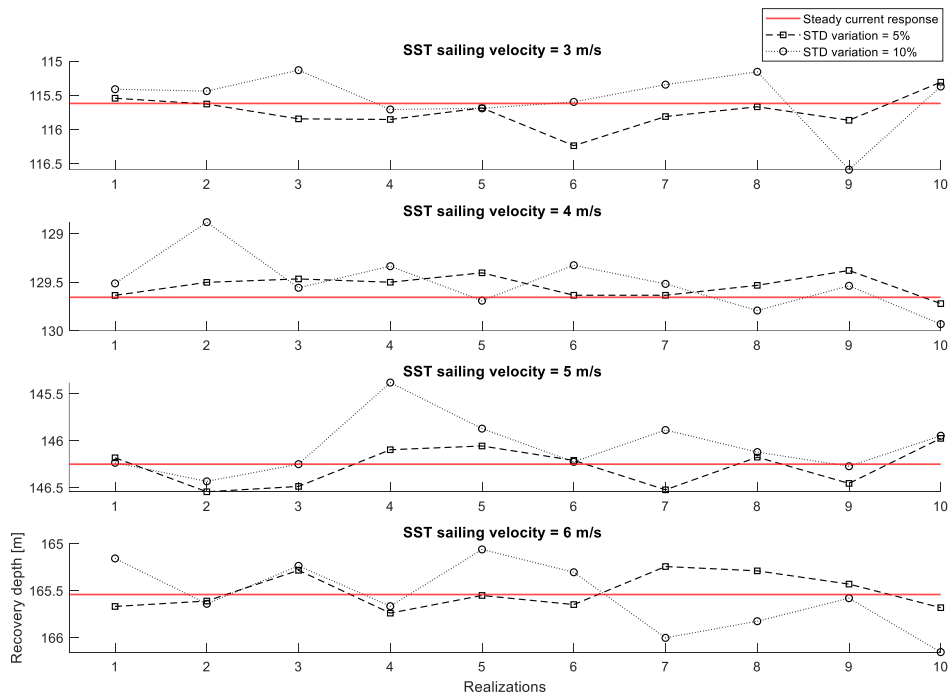 Steady current response
STD variation = 5%
STD variation = 10%
SST sailing velocity = 3 m/s
115
115.5
116
116.5
1 2 3 4 5 6 7 8 9 10
SST sailing velocity = 4 m/s
129
129.5
130
1 2 3 4 5 6 7 8 9 10
SST sailing velocity = 5 m/s
145.5
146
146.5
1 2 3 4 5 6 7 8 9 10
SST sailing velocity = 6 m/s
165
165.5
166
1 2 3 4 5 6 7 8 9 10
Recovery depth [m]
Realizations